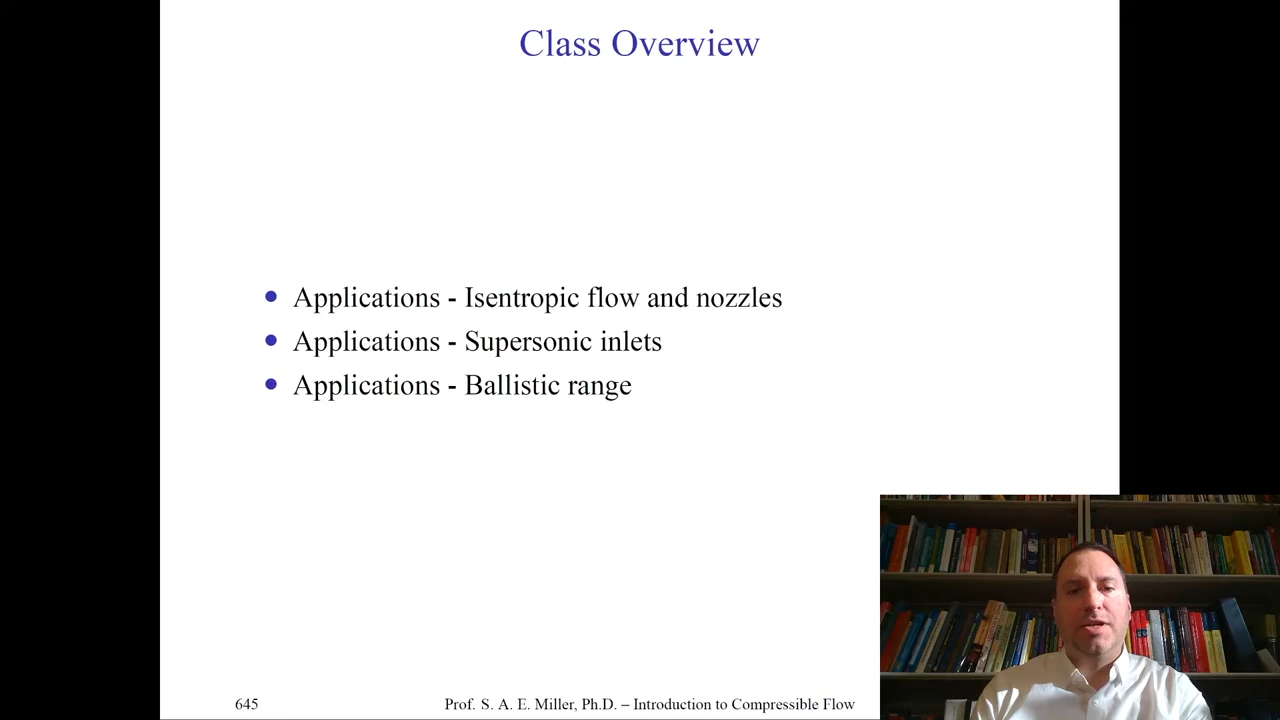 Class Overview
• Applications - Isentropic flow and nozzles
• Applications - Supersonic inlets
• Applications - Ballistic range
645
Prof. S. A. E. Miller, Ph.D. – Introduction to Compressible Flow